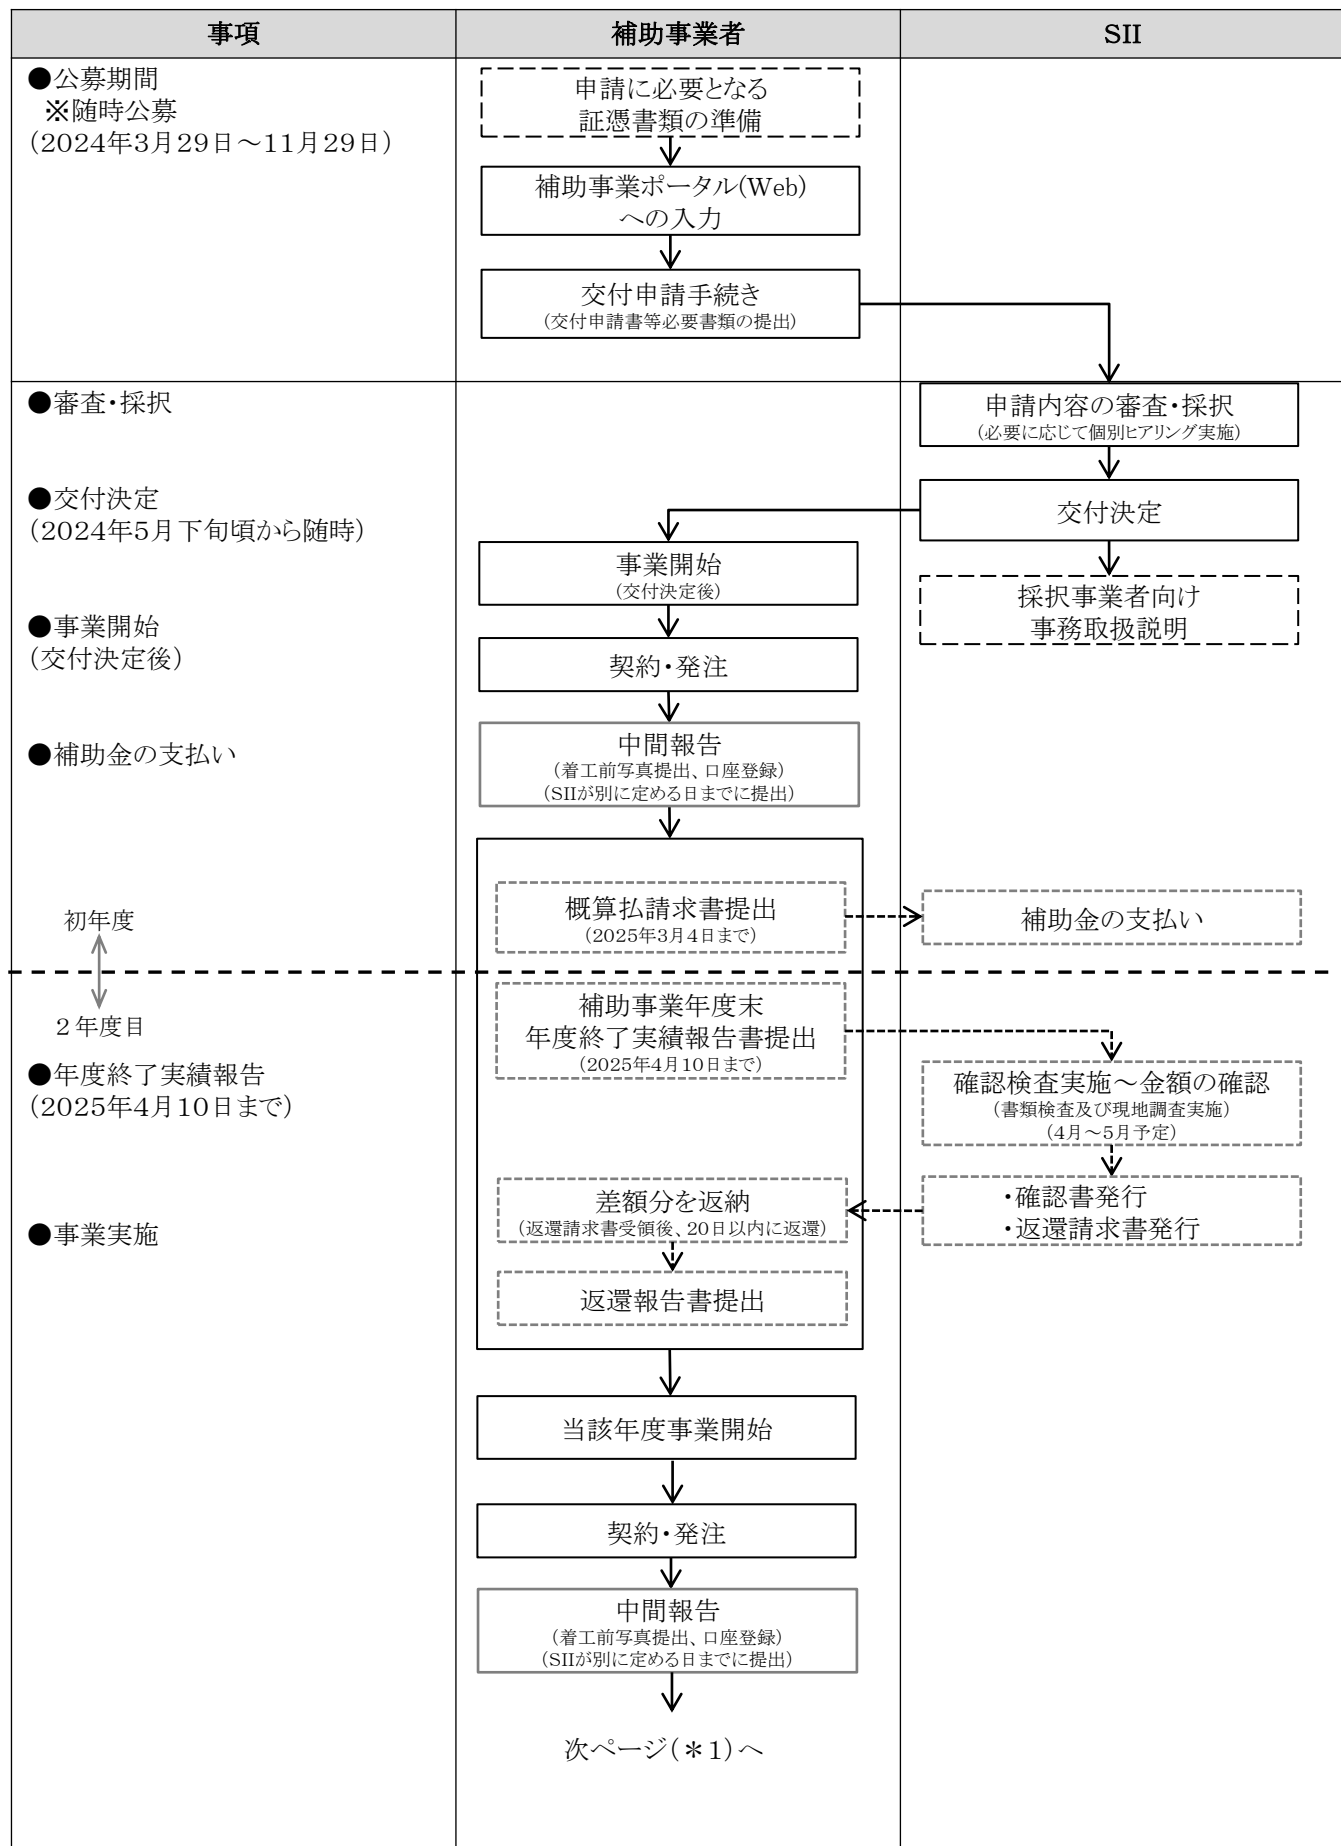 事項
補助事業者
SII
●公募期間
※随時公募
(2024年3月29日～11月29日)
申請に必要となる
証憑書類の準備
補助事業ポータル(Web)
への入力
交付申請手続き
(交付申請書等必要書類の提出)
●審査・採択
申請内容の審査・採択
(必要に応じて個別ヒアリング実施)
●交付決定
(2024年5月下旬頃から随時)
交付決定
事業開始
(交付決定後)
採択事業者向け
事務取扱説明
●事業開始
(交付決定後)
契約・発注
●補助金の支払い
中間報告
(着工前写真提出、口座登録)
(SIIが別に定める日までに提出)
概算払請求書提出
(2025年3月4日まで)
補助金の支払い
初年度
２年度目
補助事業年度末
年度終了実績報告書提出
(2025年4月10日まで)
●年度終了実績報告
(2025年4月10日まで)
確認検査実施～金額の確認
(書類検査及び現地調査実施)
(4月～5月予定)
差額分を返納
(返還請求書受領後、20日以内に返還)
・確認書発行
・返還請求書発行
●事業実施
返還報告書提出
当該年度事業開始
契約・発注
中間報告
(着工前写真提出、口座登録)
(SIIが別に定める日までに提出)
次ページ(＊1)へ